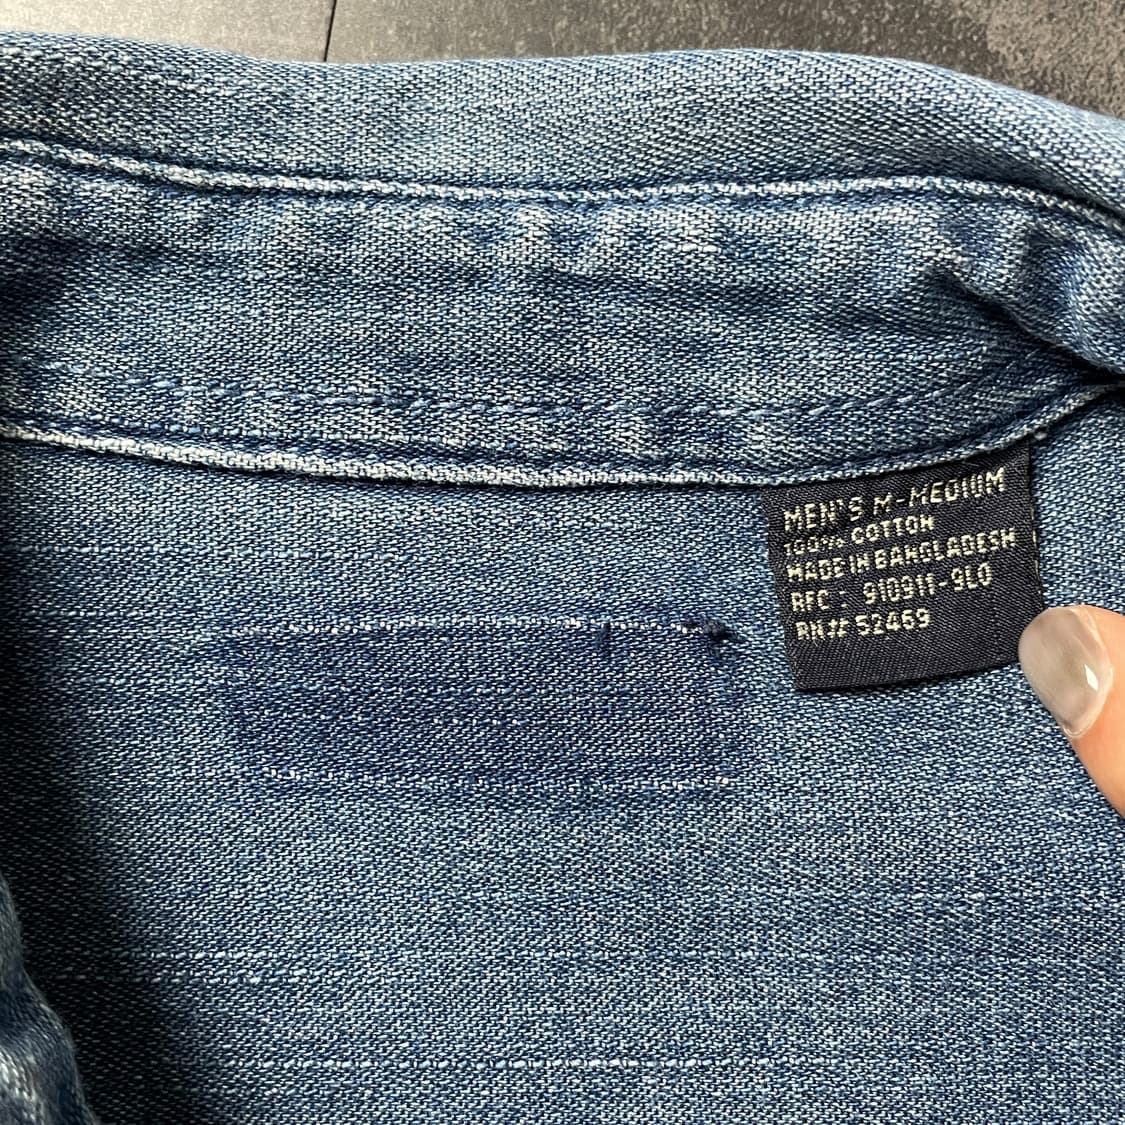 MEN'S M-MEDIUM
100% COTTON
MADE IN BANGLADESH
RFC : 910911-9L0
RN# 52469